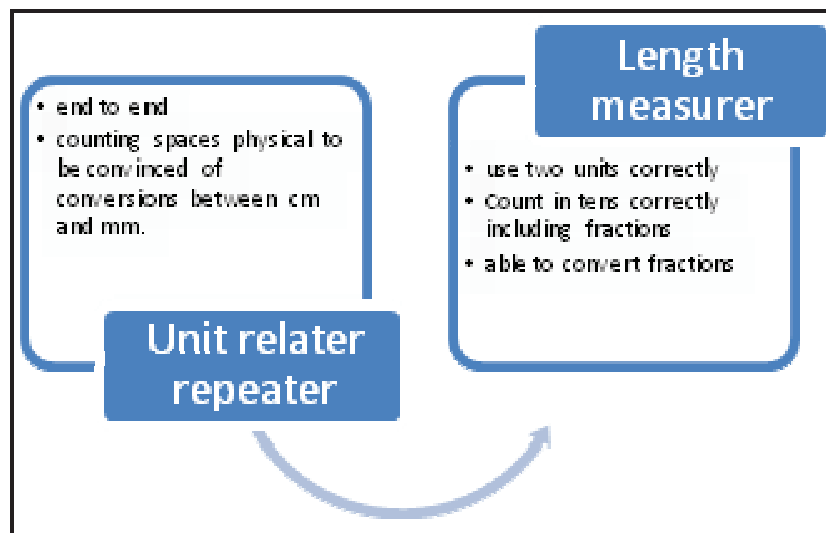 • end to end
• counting spaces physical to
be convinced of
conversions between cm
and mm.
Unit relater
repeater
Length
measurer
• use two units correctly
• Count in tens correctly
including fractions
• able to convert fractions